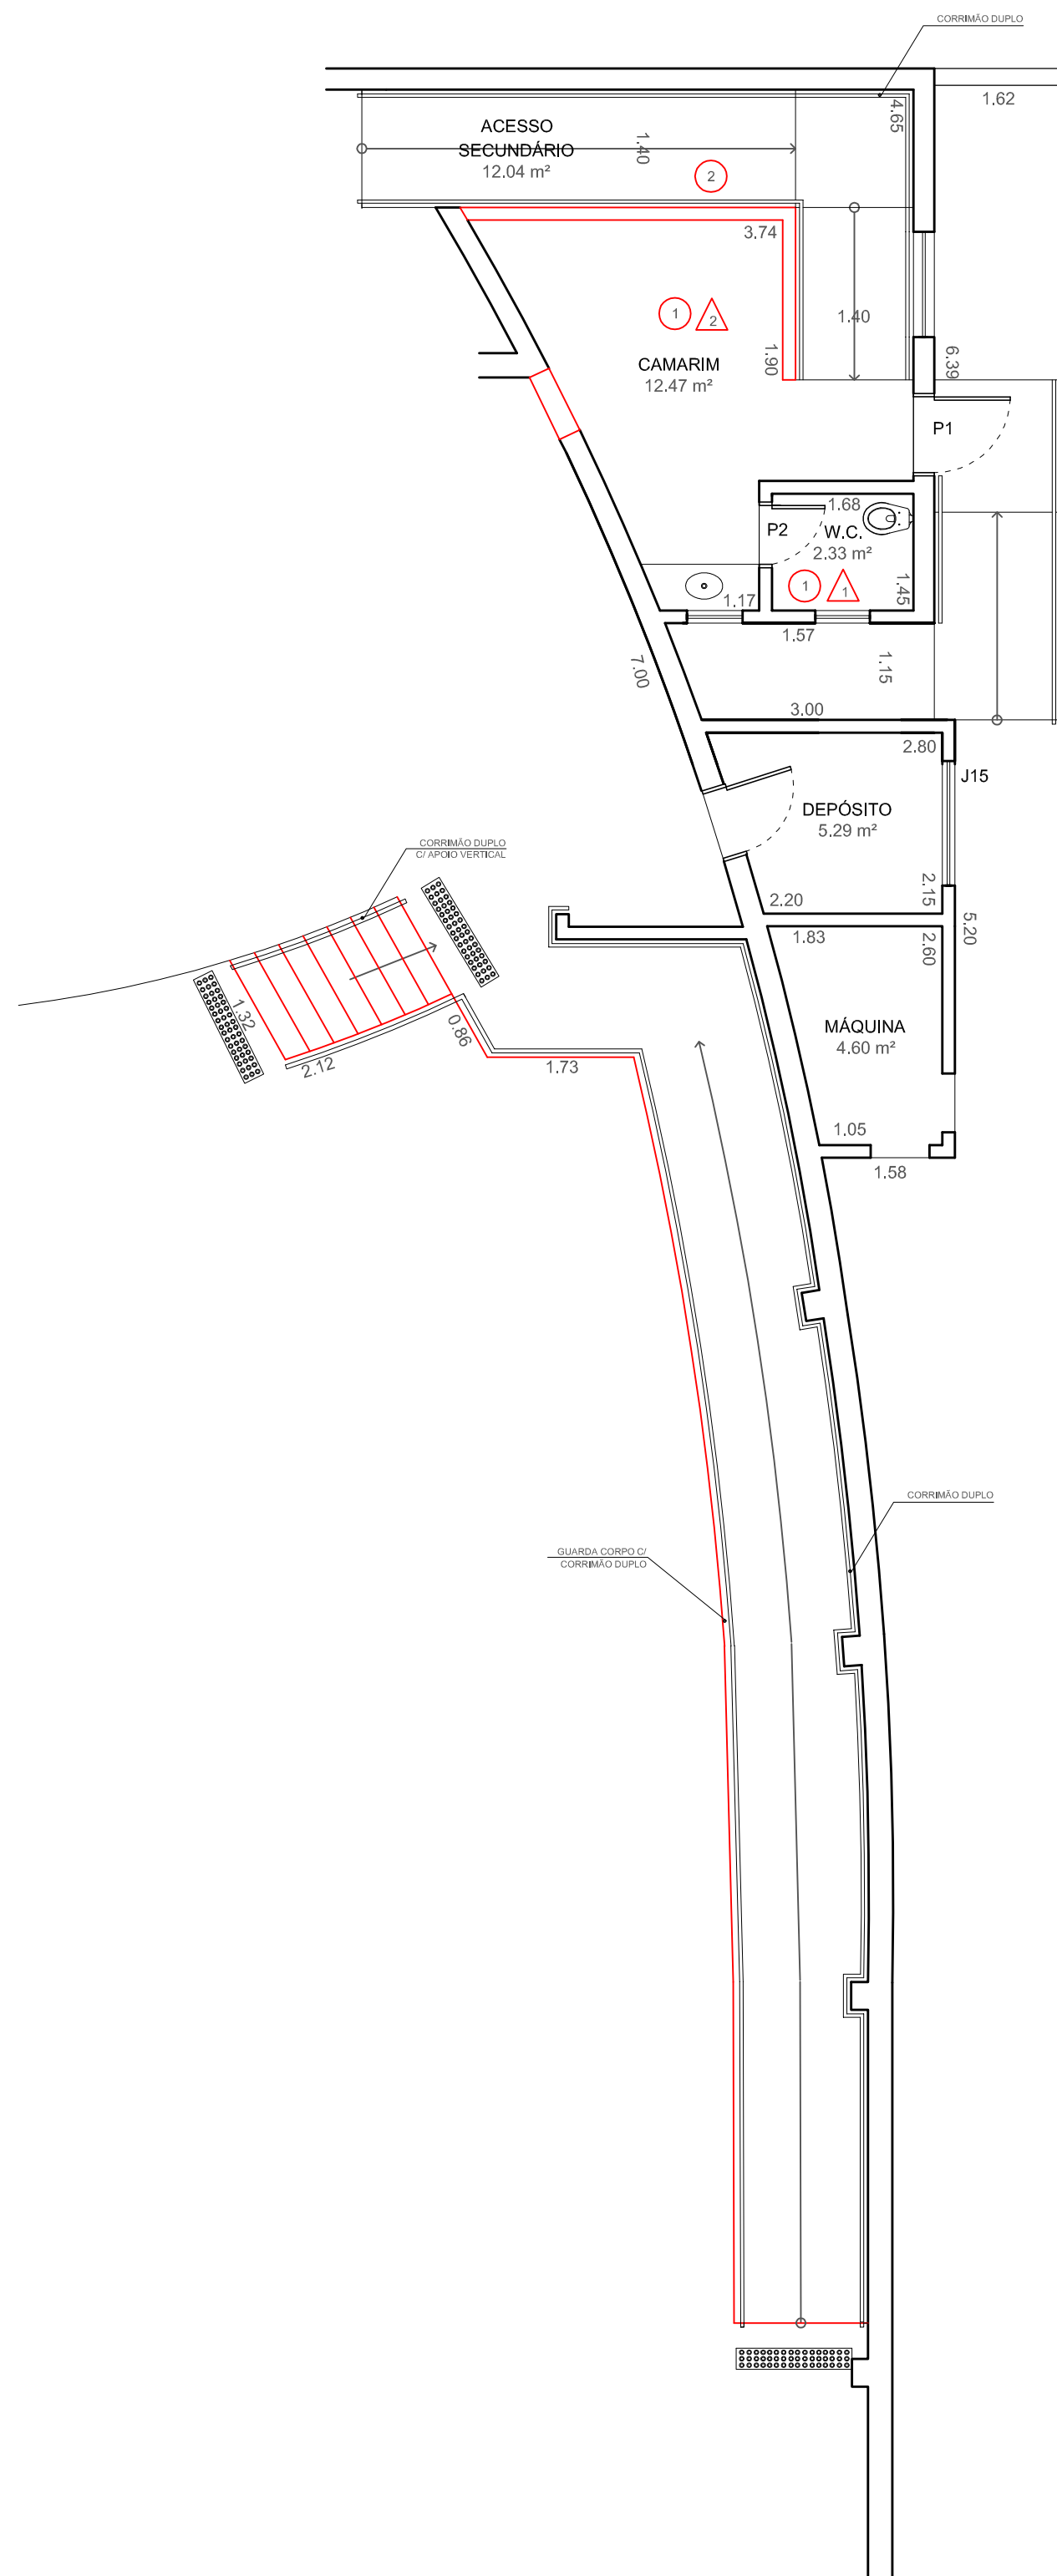 CORRIMÃO DUPLO
1.62
4.65
ACESSO
SECUNDÁRIO
12.04 m²
1.40
2
3.74
1.40
1
2
1.90
CAMARIM
12.47 m²
6.39
P1
1.68
P2
W.C.
2.33 m²
1
1
1.45
1.17
1.57
1.15
7.00
3.00
2.80
J15
DEPÓSITO
5.29 m²
CORRIMÃO DUPLO
C/ APOIO VERTICAL
2.15
2.20
5.20
1.83
2.60
1.32
0.86
MÁQUINA
4.60 m²
2.12
1.73
1.05
1.58
CORRIMÃO DUPLO
GUARDA CORPO C/
CORRIMÃO DUPLO